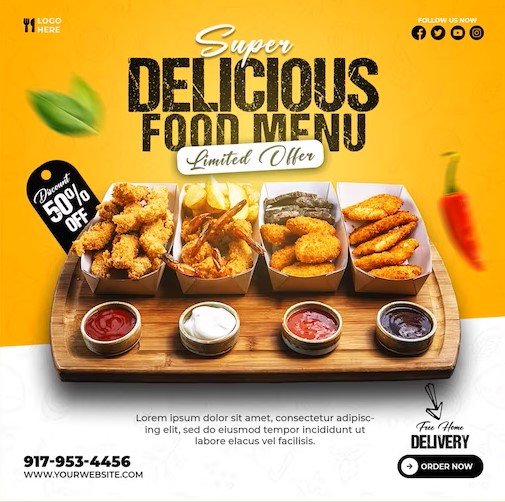 LOGO
HERE
FOLLOW US NOW
Super
DELICIOUS
FOOD MENU
Limited Offer
Discount
50%
OFF
Lorem ipsum dolor sit amet, consectetur adipisc-
ing elit, sed do eiusmod tempor incididunt ut
labore elacus vel facilisis.
Free Home
DELIVERY
917-953-4456
WWW.YOURWEBSITE.COM
ORDER NOW